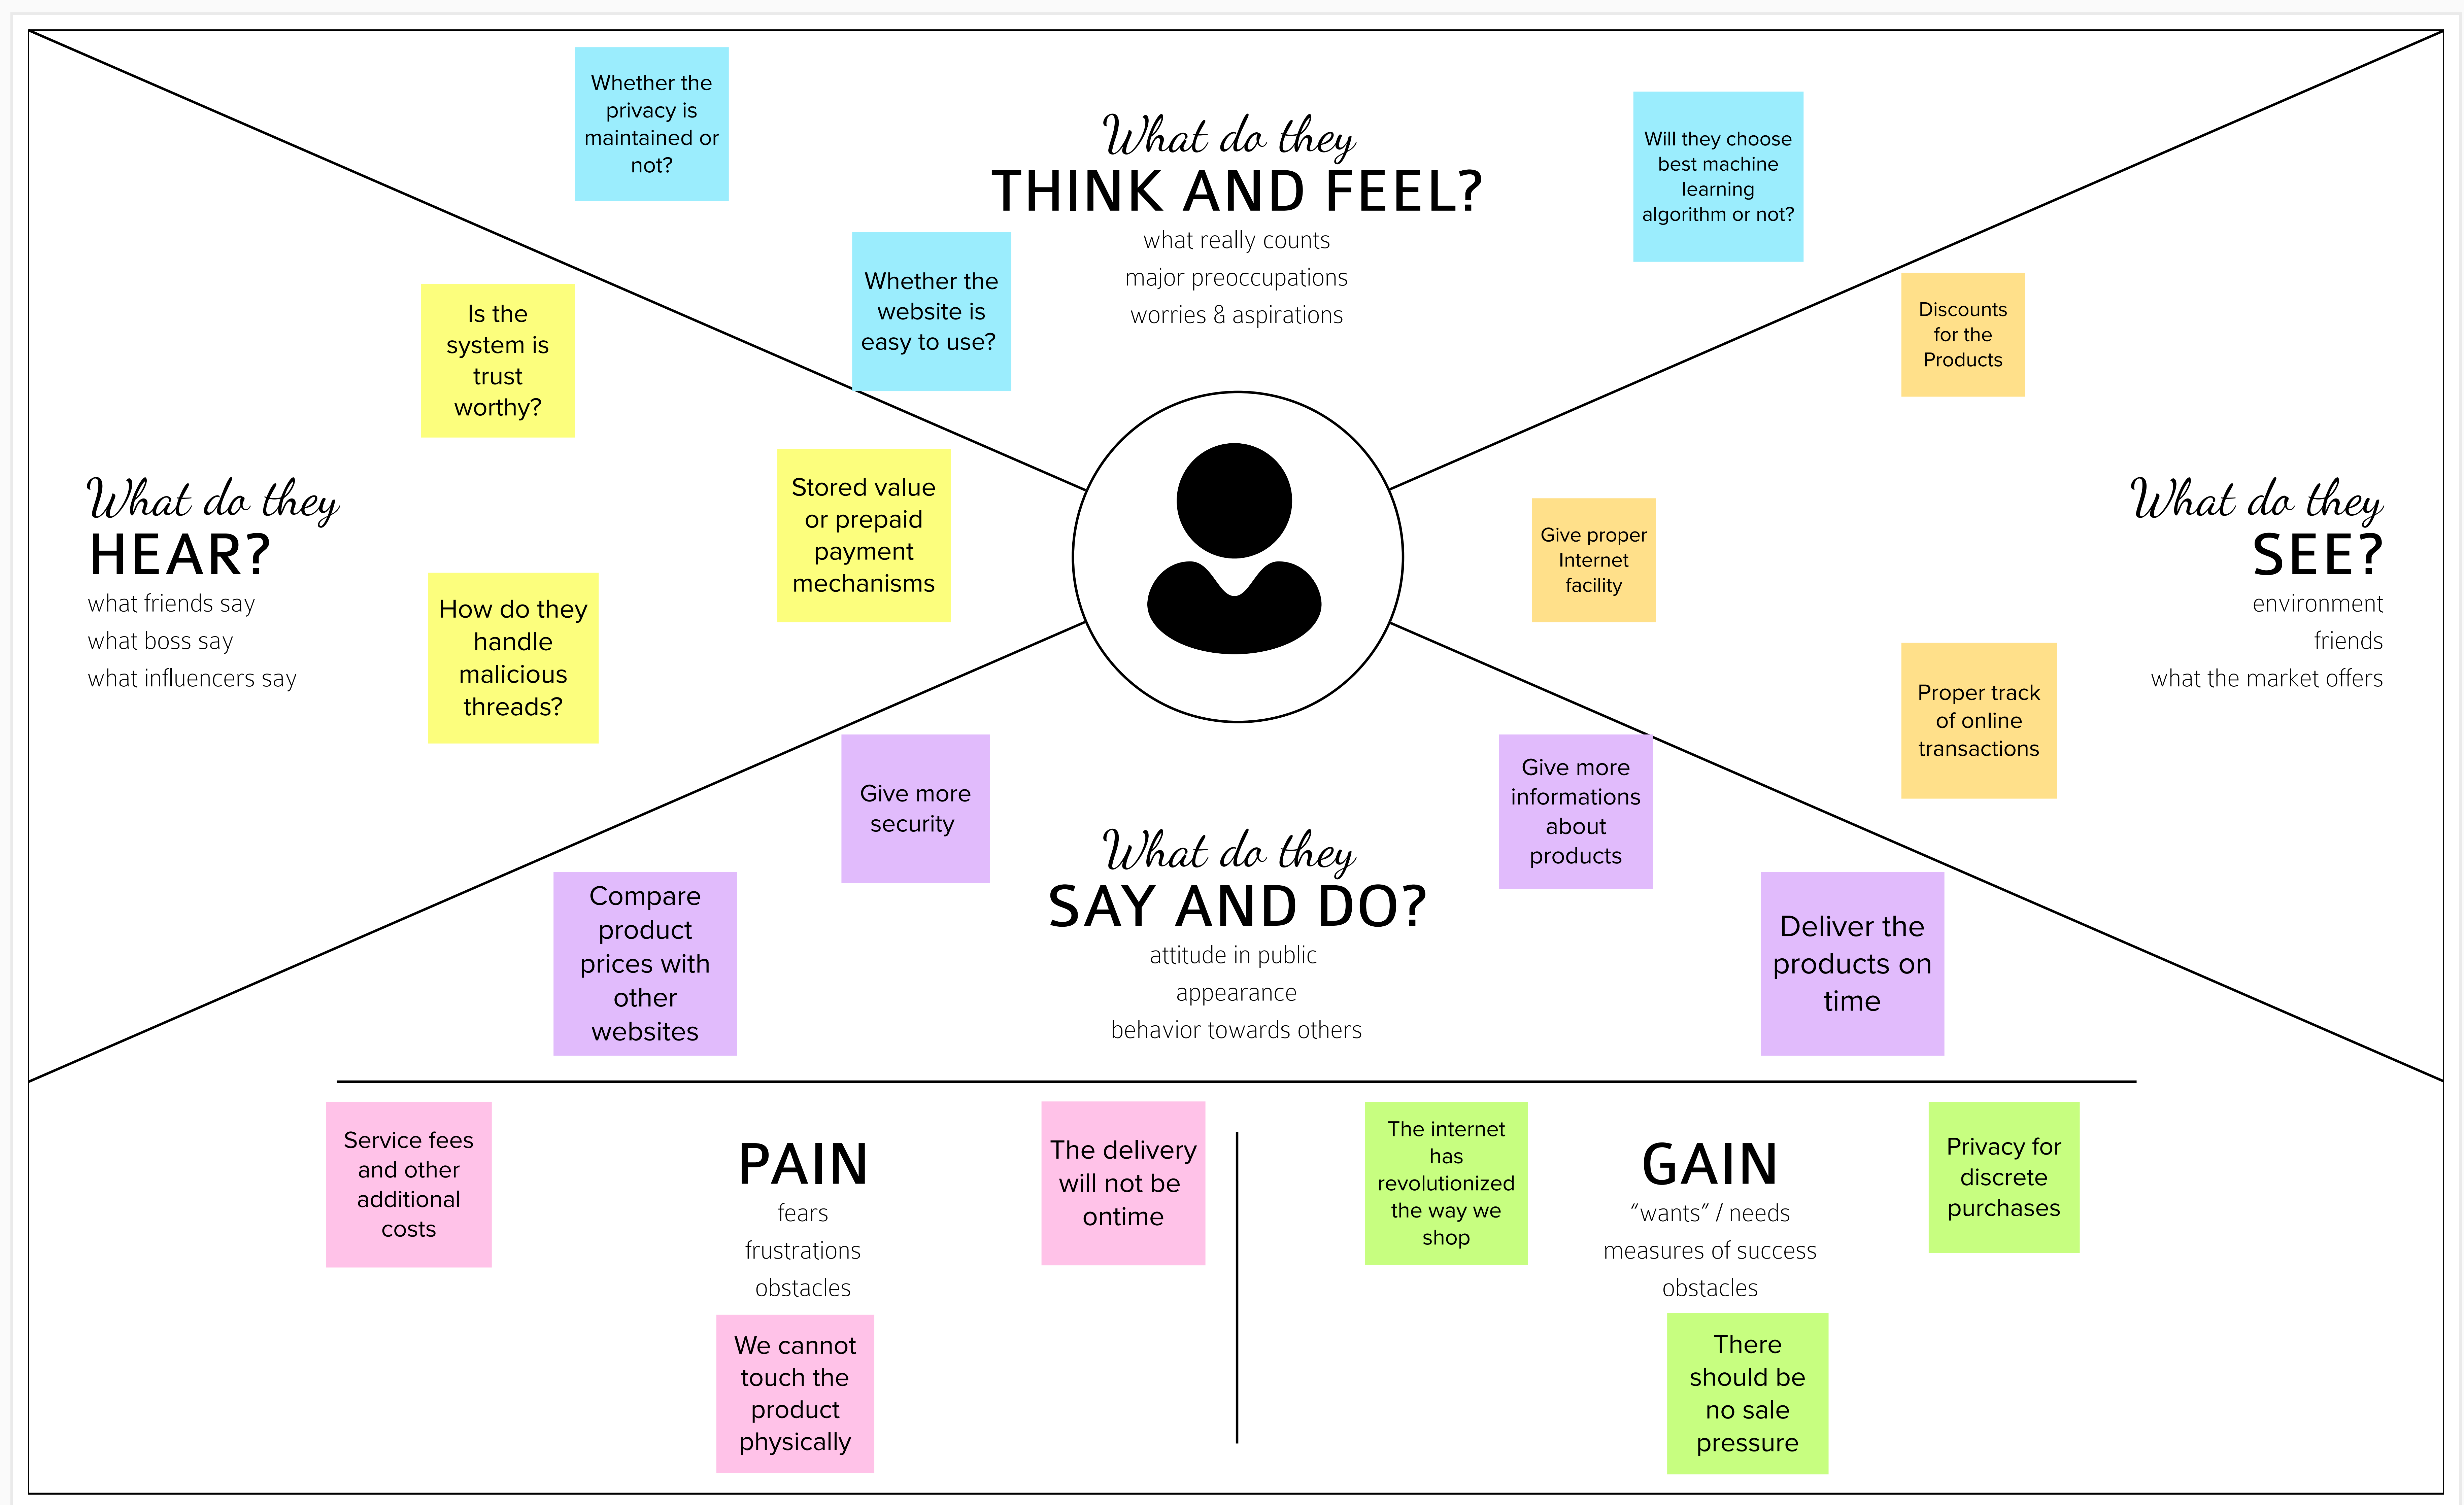 Whether the
privacy is
maintained or
not?
What do they
THINK AND FEEL?
what really counts
major preoccupations
worries & aspirations
Will they choose
best machine
learning
algorithm or not?
Whether the
website is
easy to use?
Is the
system is
trust
worthy?
Discounts
for the
Products
What do they
HEAR?
what friends say
what boss say
what influencers say
Stored value
or prepaid
payment
mechanisms
How do they
handle
malicious
threads?
Give proper
Internet
facility
What do they
SEE?
environment
friends
what the market offers
Proper track
of online
transactions
Give more
security
Compare
product
prices with
other
websites
What do they
SAY AND DO?
attitude in public
appearance
behavior towards others
Give more
informations
about
products
Deliver the
products on
time
Service fees
and other
additional
costs
PAIN
fears
frustrations
obstacles
The delivery
will not be
ontime
We cannot
touch the
product
physically
The internet
has
revolutionized
the way we
shop
GAIN
“wants” / needs
measures of success
obstacles
Privacy for
discrete
purchases
There
should be
no sale
pressure